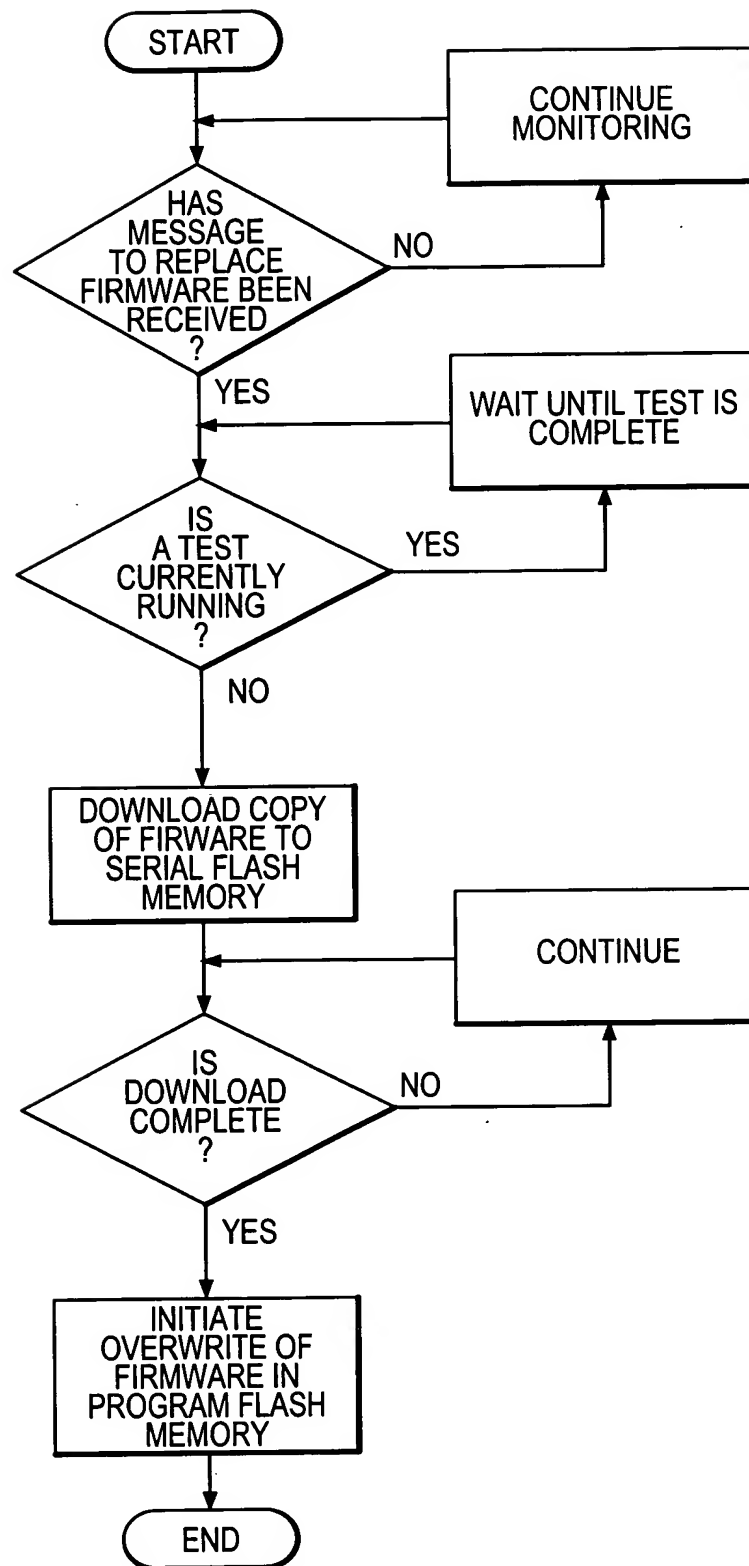 START
CONTINUE
MONITORING
HAS
MESSAGE
TO REPLACE
FIRMWARE BEEN
RECEIVED
?
NO
YES
WAIT UNTIL TEST IS
COMPLETE
IS
A TEST
CURRENTLY
RUNNING
?
YES
NO
DOWNLOAD COPY
OF FIRWARE TO
SERIAL FLASH
MEMORY
CONTINUE
IS
DOWNLOAD
COMPLETE
?
NO
YES
INITIATE
OVERWRITE OF
FIRMWARE IN
PROGRAM FLASH
MEMORY
END